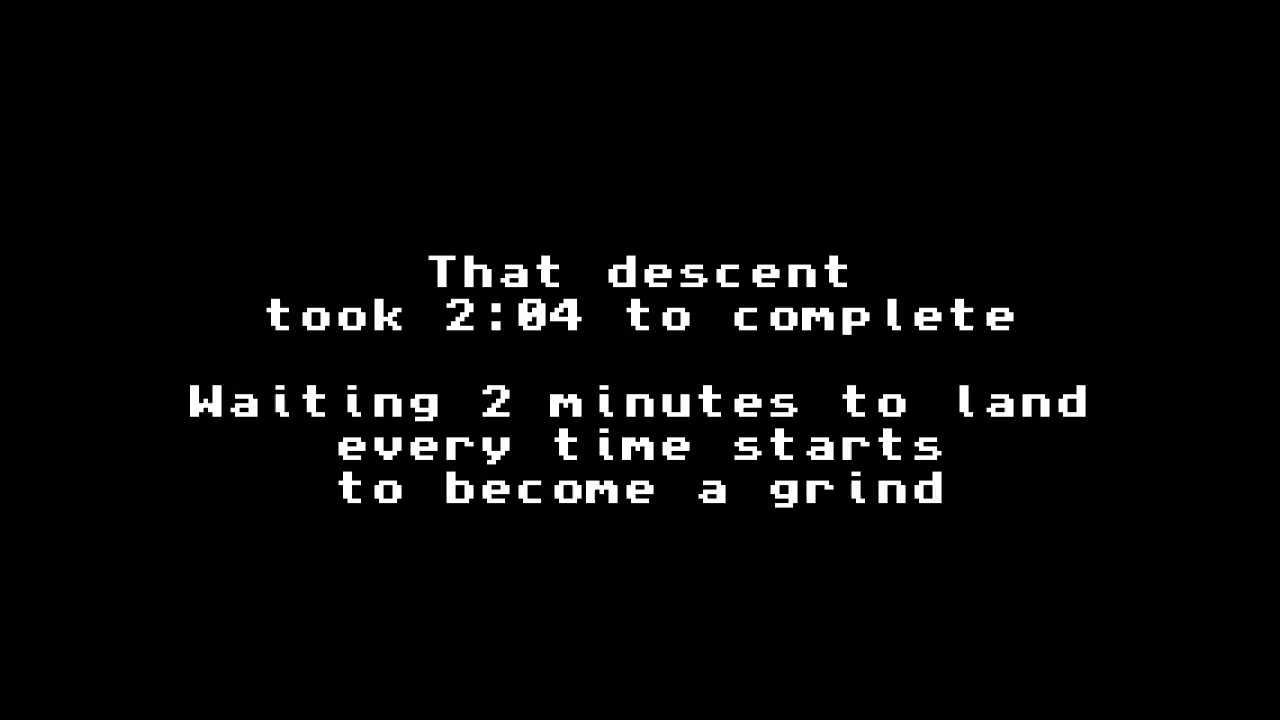 That descent
took 2:04 to complete
Waiting 2 minutes to land
every time starts
to become a grind